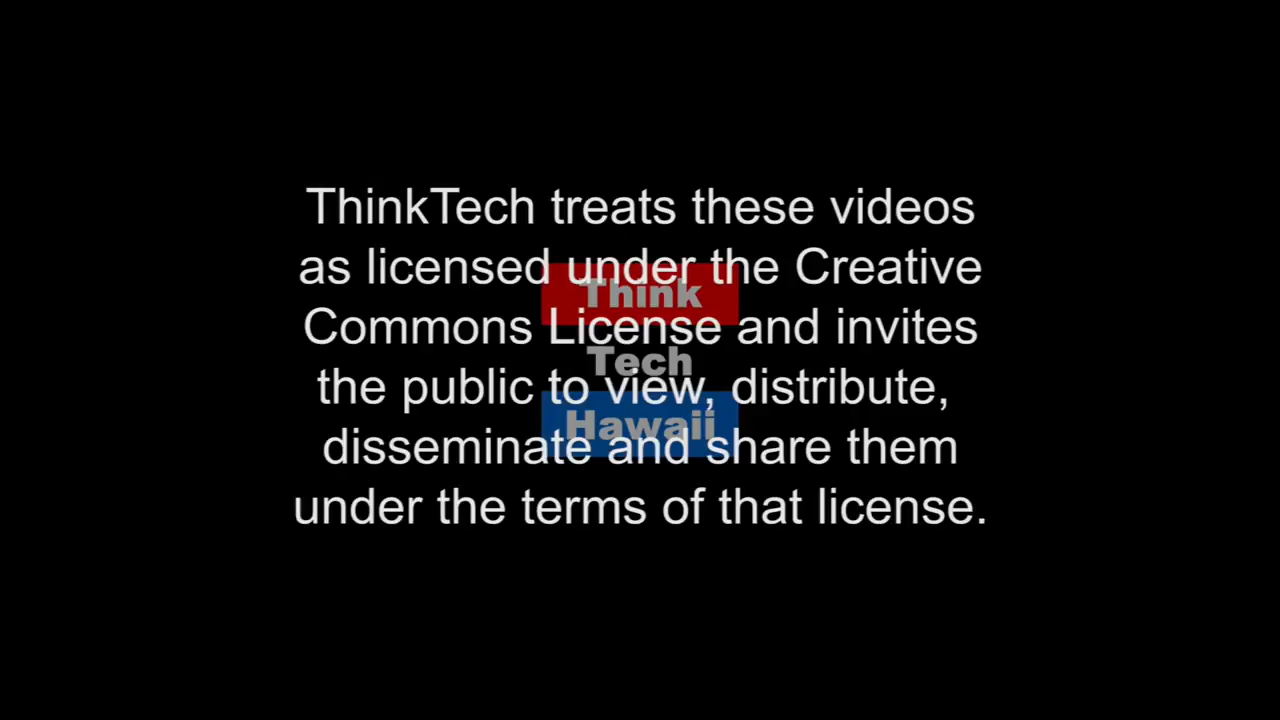 ThinkTech treats these videos
as licensed under the Creative
Think
Commons License and invites
Tech
the public to view, distribute,
Hawaii
disseminate and share them
under the terms of that license.